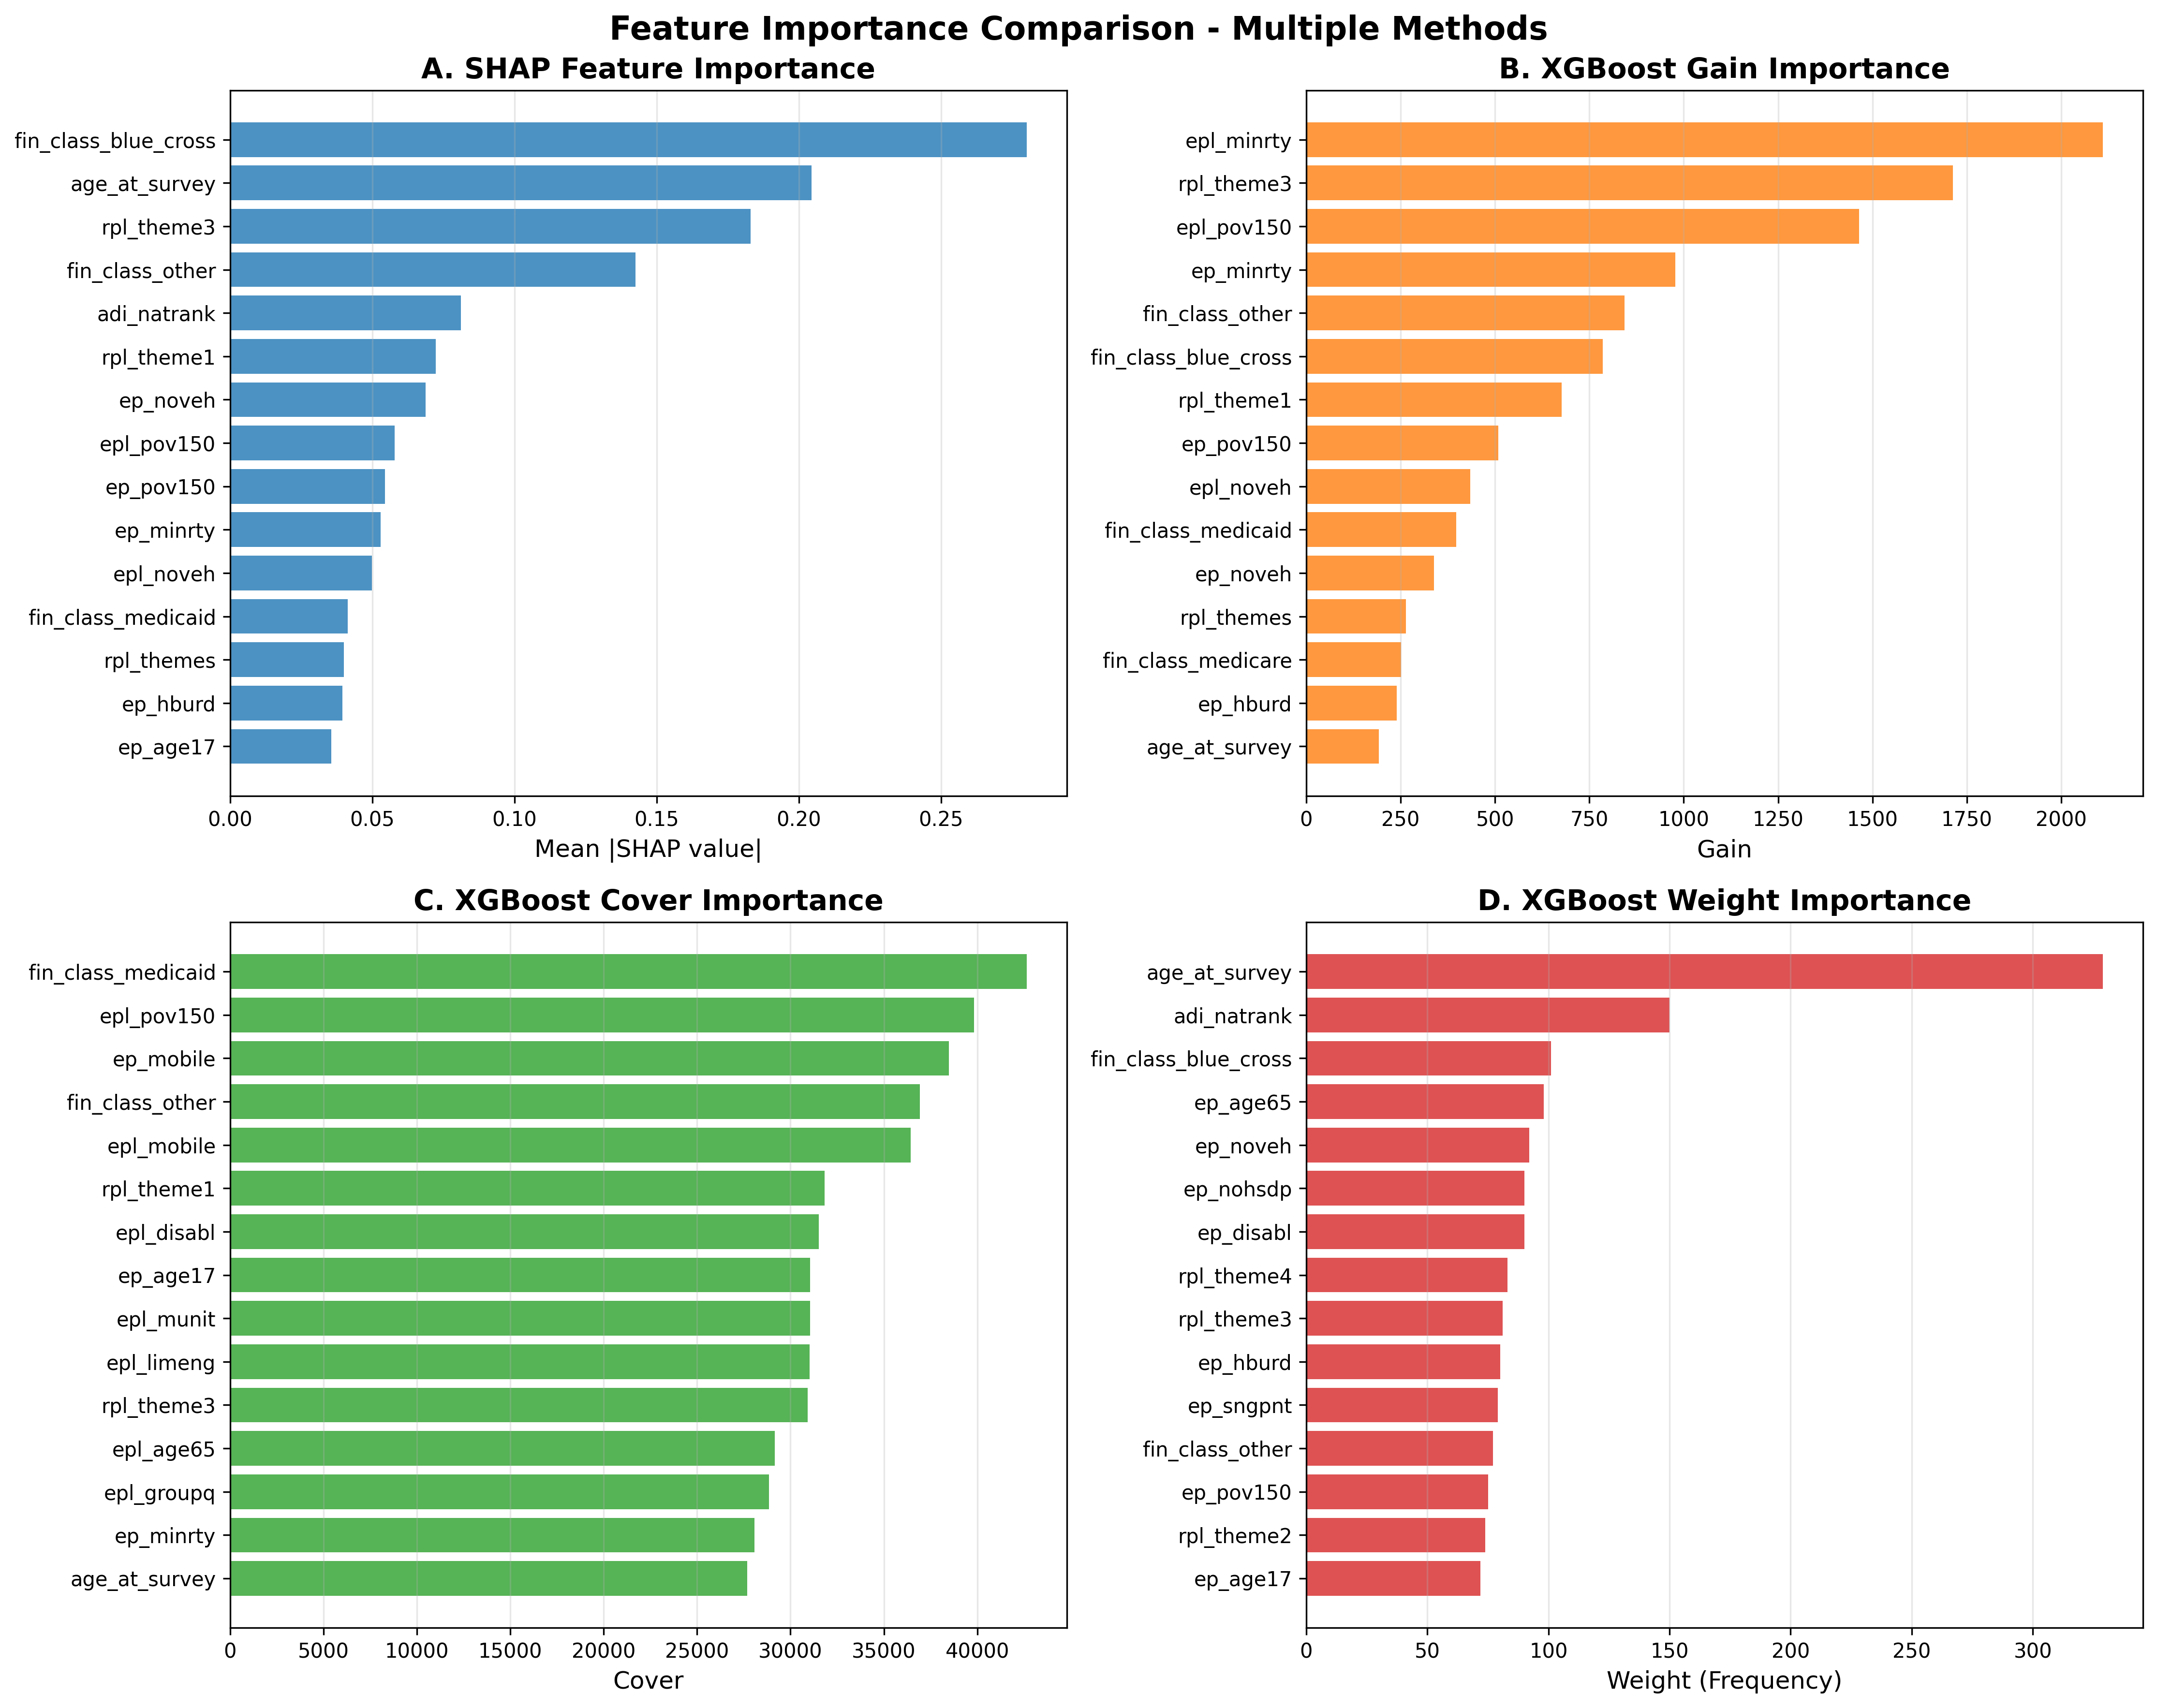 Feature Importance Comparison - Multiple Methods
A. SHAP Feature Importance
fin_class_blue_cross
age_at_survey
rpl_theme3
fin_class_other
adi_natrank
rpl_theme1
ep_noveh
epl_pov150
ep_pov150
ep_minrty
epl_noveh
fin_class_medicaid
rpl_themes
ep_hburd
ep_age17
0.00 0.05 0.10 0.15 0.20 0.25
Mean |SHAP value|
B. XGBoost Gain Importance
epl_minrty
rpl_theme3
epl_pov150
ep_minrty
fin_class_other
fin_class_blue_cross
rpl_theme1
ep_pov150
epl_noveh
fin_class_medicaid
ep_noveh
rpl_themes
fin_class_medicare
ep_hburd
age_at_survey
0 250 500 750 1000 1250 1500 1750 2000
Gain
C. XGBoost Cover Importance
fin_class_medicaid
epl_pov150
ep_mobile
fin_class_other
epl_mobile
rpl_theme1
epl_disabl
ep_age17
epl_munit
epl_limeng
rpl_theme3
epl_age65
epl_groupq
ep_minrty
age_at_survey
0 5000 10000 15000 20000 25000 30000 35000 40000
Cover
D. XGBoost Weight Importance
age_at_survey
adi_natrank
fin_class_blue_cross
ep_age65
ep_noveh
ep_nohsdp
ep_disabl
rpl_theme4
rpl_theme3
ep_hburd
ep_sngpnt
fin_class_other
ep_pov150
rpl_theme2
ep_age17
0 50 100 150 200 250 300
Weight (Frequency)